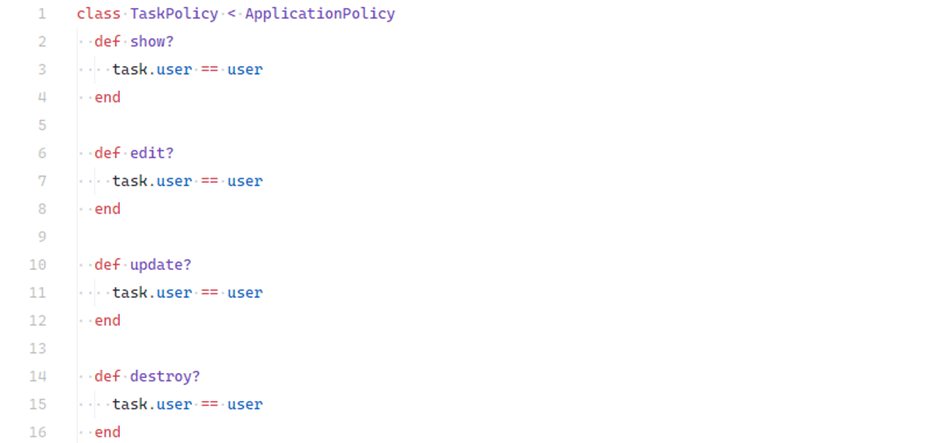 1 class TaskPolicy < ApplicationPolicy
2   def show?
3     task.user == user
4   end
5
6   def edit?
7     task.user == user
8   end
9
10   def update?
11     task.user == user
12   end
13
14   def destroy?
15     task.user == user
16   end